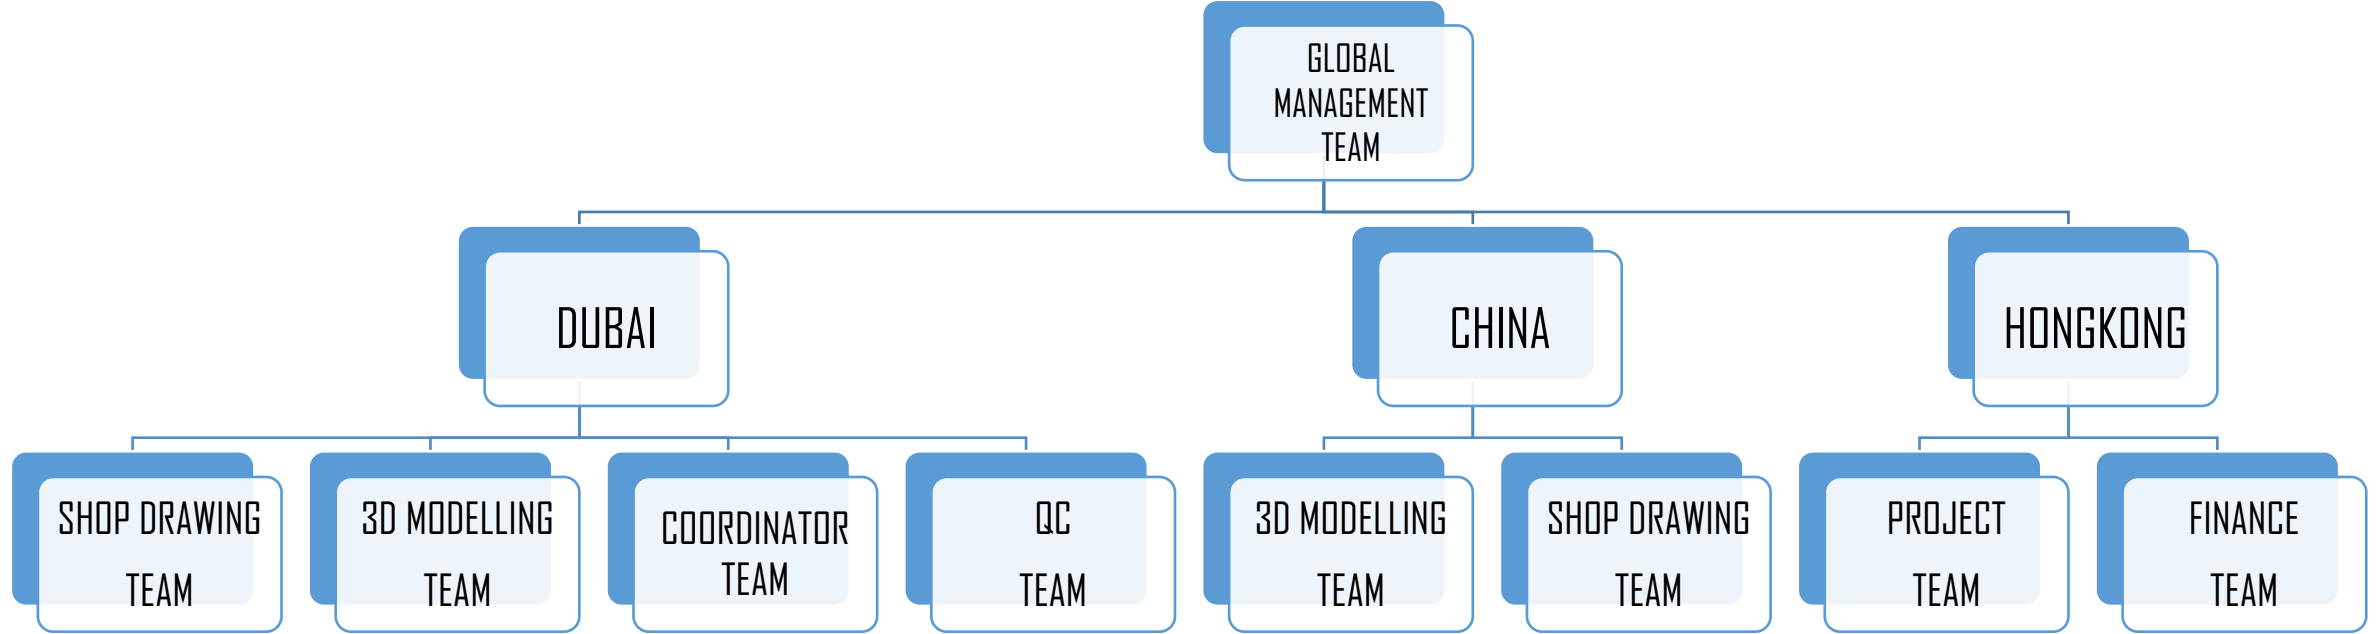 GLOBAL
MANAGEMENT
TEAM
DUBAI
CHINA
HONGKONG
SHOP DRAWING
TEAM
3D MODELLING
TEAM
COORDINATOR
TEAM
QC
TEAM
3D MODELLING
TEAM
SHOP DRAWING
TEAM
PROJECT
TEAM
FINANCE
TEAM